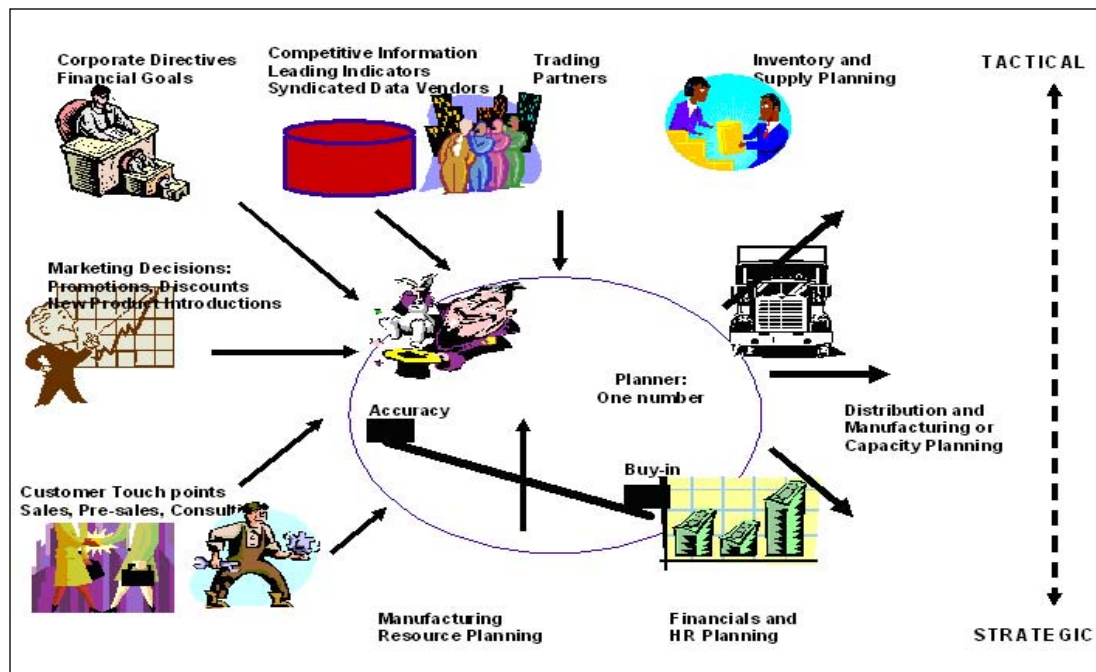 Corporate Directives
Financial Goals
Competitive Information
Leading Indicators
Syndicated Data Vendors
Trading
Partners
Inventory and
Supply Planning
TACTICAL
Marketing Decisions:
Promotions, Discounts
New Product Introductions
Planner:
One number
Accuracy
Distribution and
Manufacturing or
Capacity Planning
Buy-in
Customer Touch points
Sales, Pre-sales, Consulti
Manufacturing
Resource Planning
Financials and
HR Planning
STRATEGIC